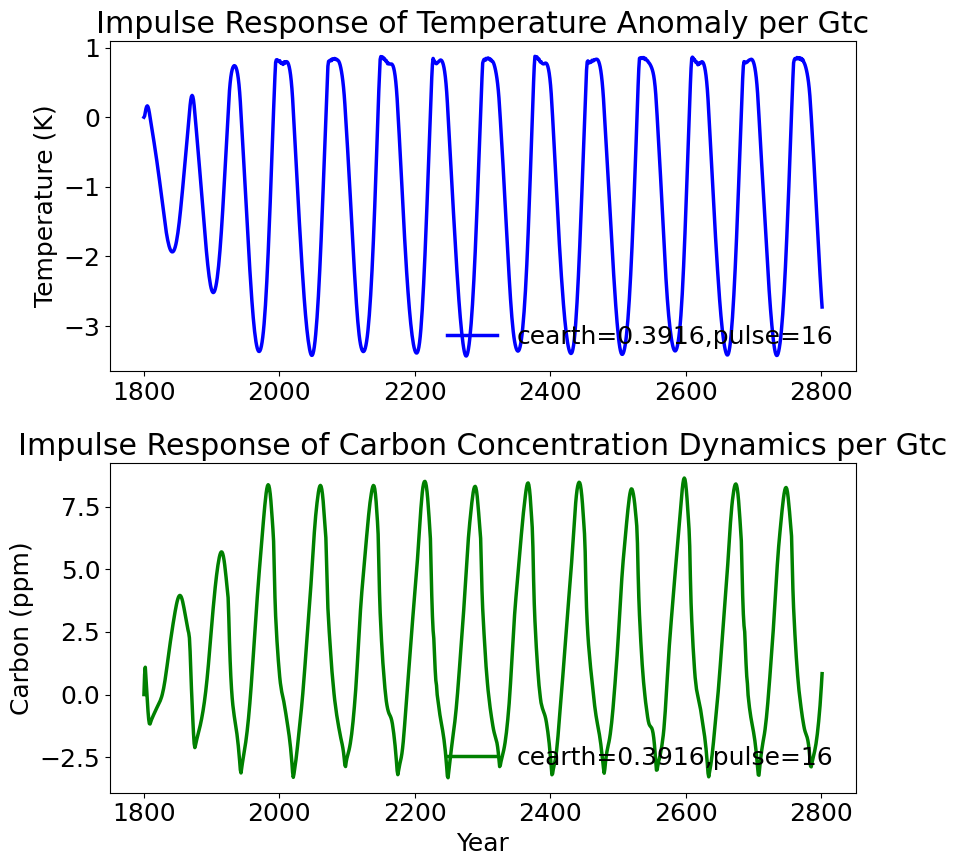 Impulse Response of Temperature Anomaly per Gtc
1
0
−1
−2
−3
Temperature (K)
cearth=0.3916,pulse=16
1800 2000 2200 2400 2600 2800
Impulse Response of Carbon Concentration Dynamics per Gtc
7.5
5.0
2.5
0.0
−2.5
Carbon (ppm)
cearth=0.3916,pulse=16
1800 2000 2200 2400 2600 2800
Year